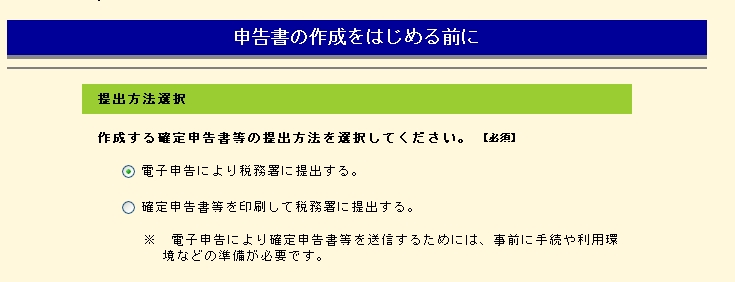 申告書の作成をはじめる前に
提出方法選択
作成する確定申告書等の提出方法を選択してください。 【必須】
電子申告により税務署に提出する。
確定申告書等を印刷して税務署に提出する。
※ 電子申告により確定申告書等を送信するためには、事前に手続や利用環
境などの準備が必要です。